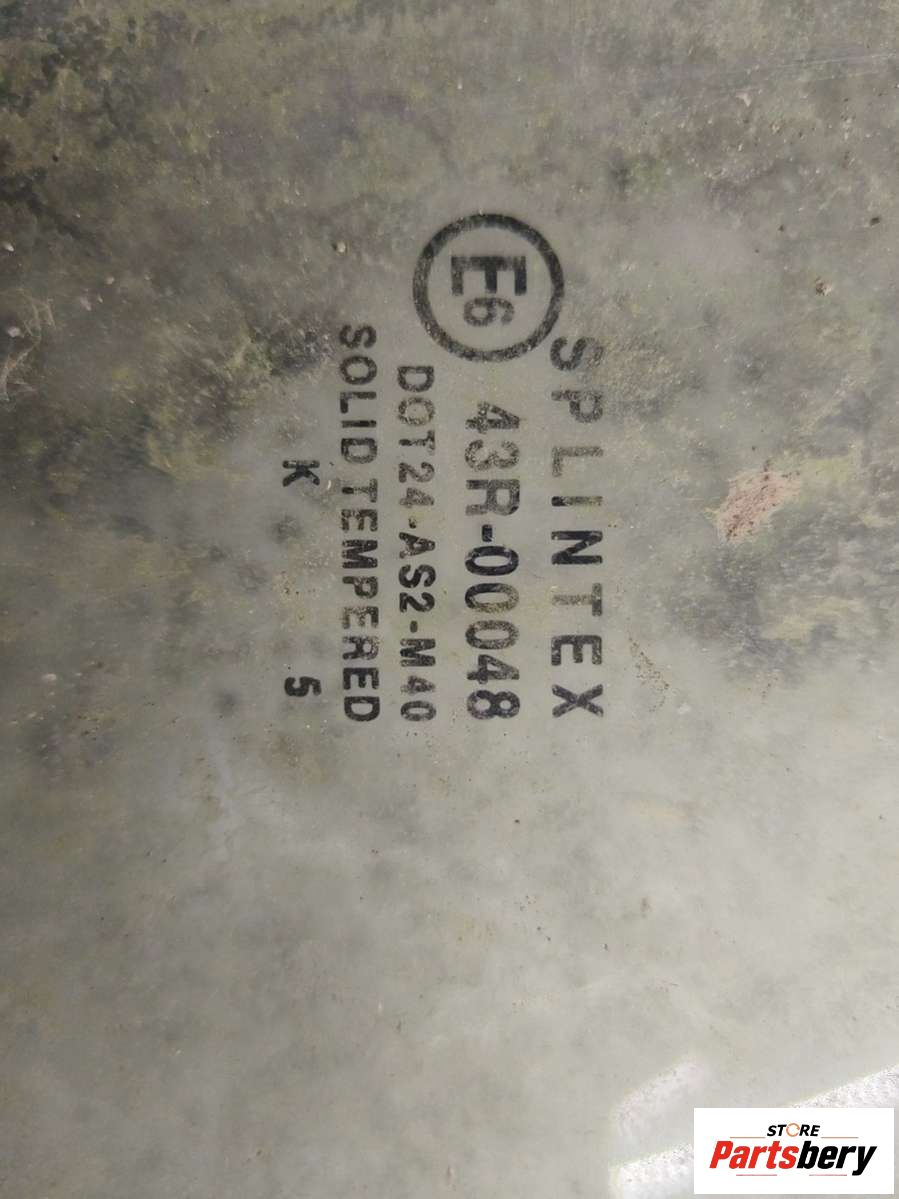 SPLINTEX
E6 43R-00048
DOT24-AS2-M40
SOLID TEMPERED
K 5
STORE
Partsbery